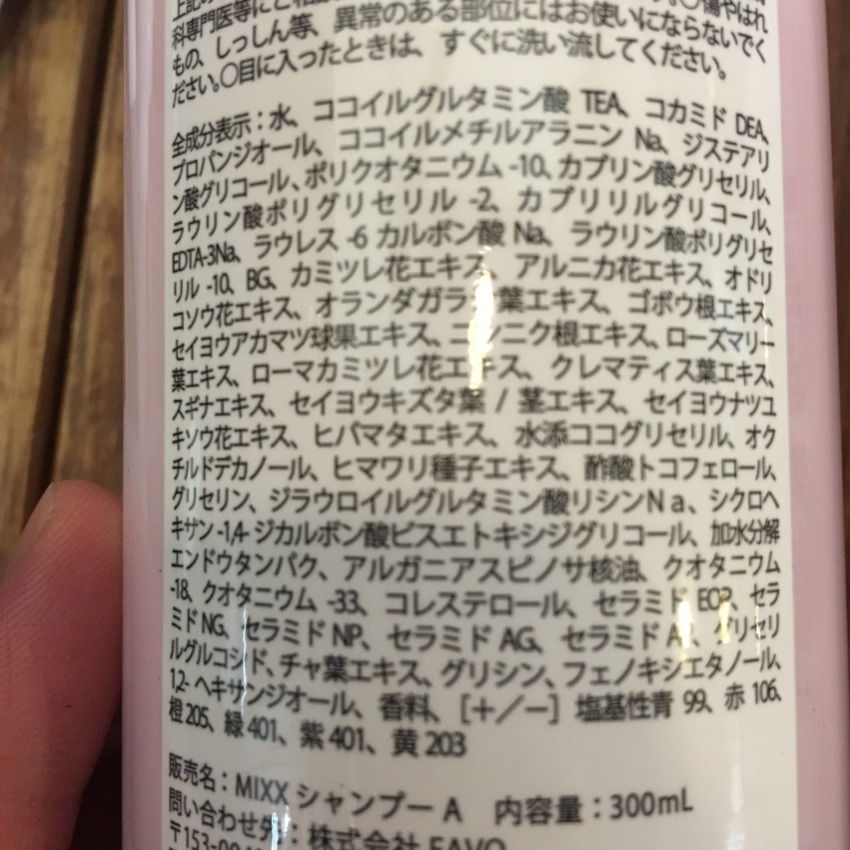 科専門医等に
もの、しっしん等、異常のある部位にはお使いにならないでく
ださい。○目に入ったときは、すぐに洗い流してください。
全成分表示：水、ココイルグルタミン酸 TEA、コカミド DEA、
プロパンジオール、ココイルメチルアラニン Na、ジステアリ
ン酸グリコール、ポリクオタニウム -10、カプリン酸グリセリル、
ラウリン酸ポリグリセリル -2、カプリリルグリコール、
EDTA-3Na、ラウレス -6 カルボン酸 Na、ラウリン酸ポリグリセ
リル -10、BG、カミツレ花エキス、アルニカ花エキス、オドリ
コソウ花エキス、オランダガラシ葉エキス、ゴボウ根エキス、
セイヨウアカマツ球果エキス、ニンニク根エキス、ローズマリー
葉エキス、ローマカミツレ花エキス、クレマティス葉エキス、
スギナエキス、セイヨウキズタ葉 / 茎エキス、セイヨウナツユ
キソウ花エキス、ヒバマタエキス、水添ココグリセリル、オク
チルドデカノール、ヒマワリ種子エキス、酢酸トコフェロール、
グリセリン、ジラウロイルグルタミン酸リシンNa、シクロヘ
キサン -1,4- ジカルボン酸ビスエトキシジグリコール、加水分解
エンドウタンパク、アルガニアスピノサ核油、クオタニウム
-18、クオタニウム -33、コレステロール、セラミド EOP、セラ
ミド NG、セラミド NP、セラミド AG、セラミド グリセリ
ルグルコシド、チャ葉エキス、グリシン、フェノキシエタノール、
1,2- ヘキサンジオール、香料、［＋／－］塩基性青 99、赤 106、
橙 205、緑 401、紫 401、黄 203
販売名：MIXX シャンプー A 内容量：300mL
問い合わせ先：株式会社 FAVO